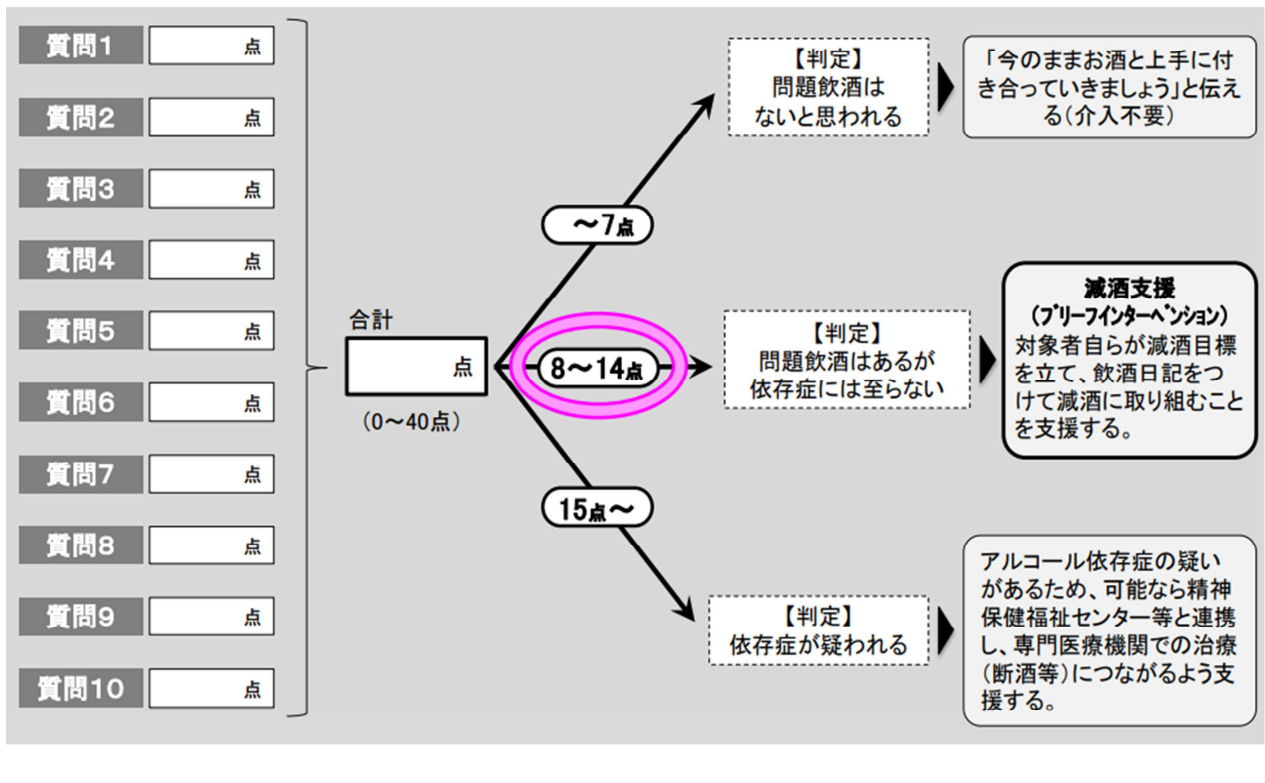 質問1 点
質問2 点
質問3 点
質問4 点
質問5 点
質問6 点
質問7 点
質問8 点
質問9 点
質問10 点
合計
点
(0～40点)
～7点
【判定】
問題飲酒は
ないと思われる
「今のままお酒と上手に付
き合っていきましょう」と伝え
る(介入不要)
8～14点
【判定】
問題飲酒はあるが
依存症には至らない
減酒支援
(ﾌﾞﾘｰﾌｲﾝﾀｰﾍﾞﾝｼｮﾝ)
対象者自らが減酒目標
を立て、飲酒日記をつ
けて減酒に取り組むこと
を支援する。
15点～
【判定】
依存症が疑われる
アルコール依存症の疑い
があるため、可能なら精神
保健福祉センター等と連携
し、専門医療機関での治療
(断酒等)につながるよう支
援する。